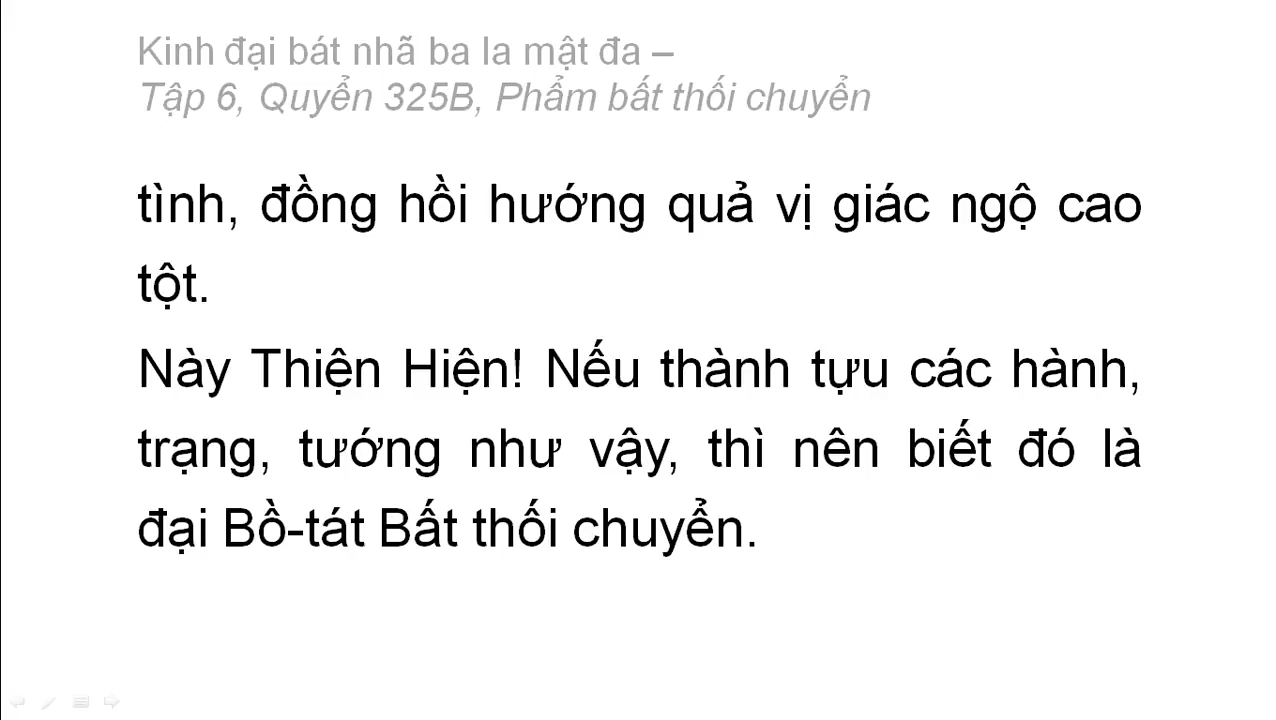 Kinh đại bát nhã ba la mật đa –
Tập 6, Quyển 325B, Phẩm bất thối chuyển
tình, đồng hồi hướng quả vị giác ngộ cao
tột.
Này Thiện Hiện! Nếu thành tựu các hành,
trạng, tướng như vậy, thì nên biết đó là
đại Bồ-tát Bất thối chuyển.